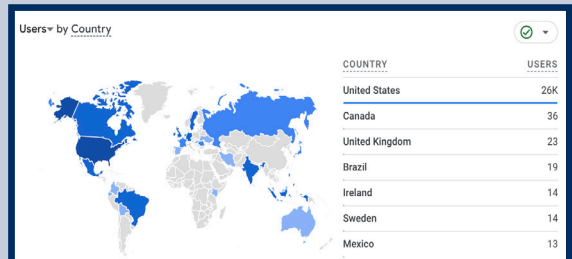 Users by Country
COUNTRY USERS
United States 26K
Canada 36
United Kingdom 23
Brazil 19
Ireland 14
Sweden 14
Mexico 13